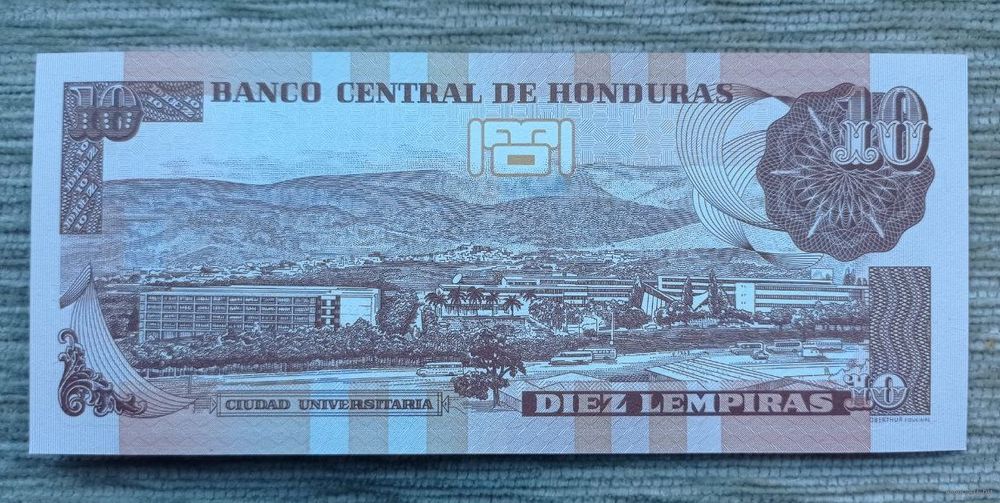 10
BANCO CENTRAL DE HONDURAS
10
CIUDAD UNIVERSITARIA
DIEZ LEMPIRAS
10